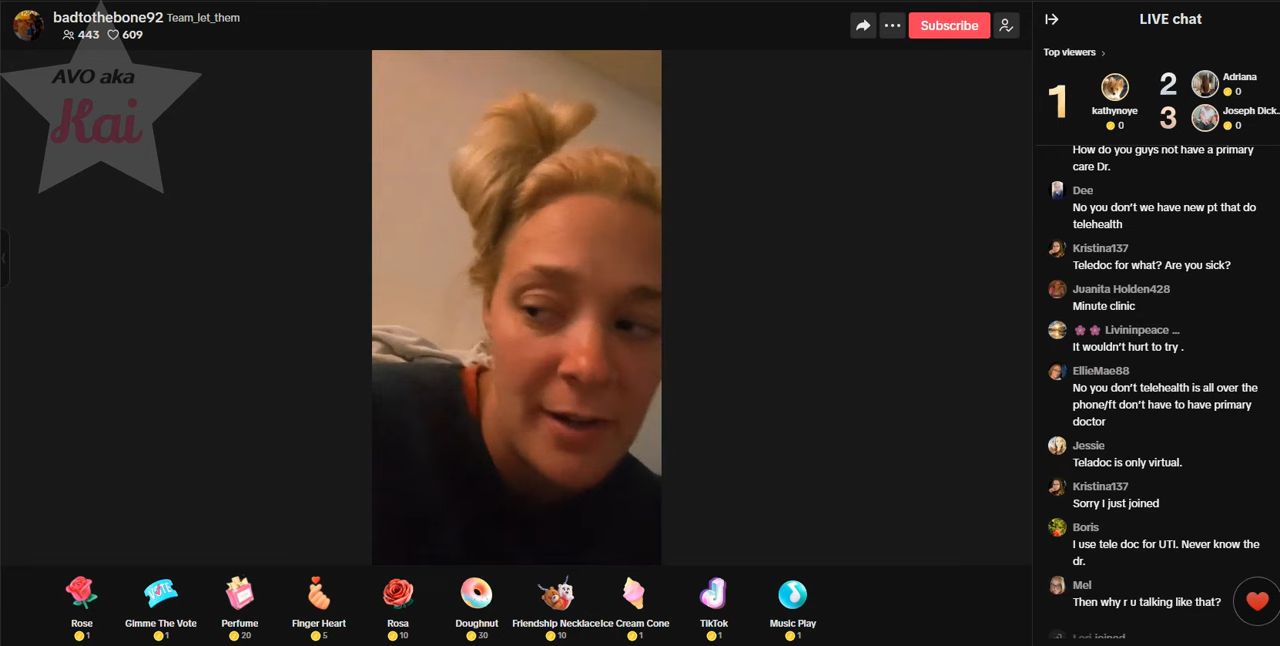 badtothebone92 Team_let_them
443 609
Subscribe
AVO aka
Kai
LIVE chat
Top viewers
1
kathynoye
0
2
Adriana
0
3
Joseph Dick..
0
How do you guys not have a primary
care Dr.
Dee
No you don't we have new pt that do
telehealth
Kristina137
Teledoc for what? Are you sick?
Juanita Holden428
Minute clinic
🌸🌸 Livininpeace ...
It wouldn't hurt to try .
EllieMae88
No you don't telehealth is all over the
phone/ft don't have to have primary
doctor
Jessie
Teladoc is only virtual.
Kristina137
Sorry I just joined
Boris
I use tele doc for UTI. Never know the
dr.
Mel
Then why r u talking like that?
Lori joined
VOTE
Rose
1
Gimme The Vote
1
Perfume
20
Finger Heart
5
Rosa
10
Doughnut
30
Friendship Necklace
10
Ice Cream Cone
1
TikTok
1
Music Play
1